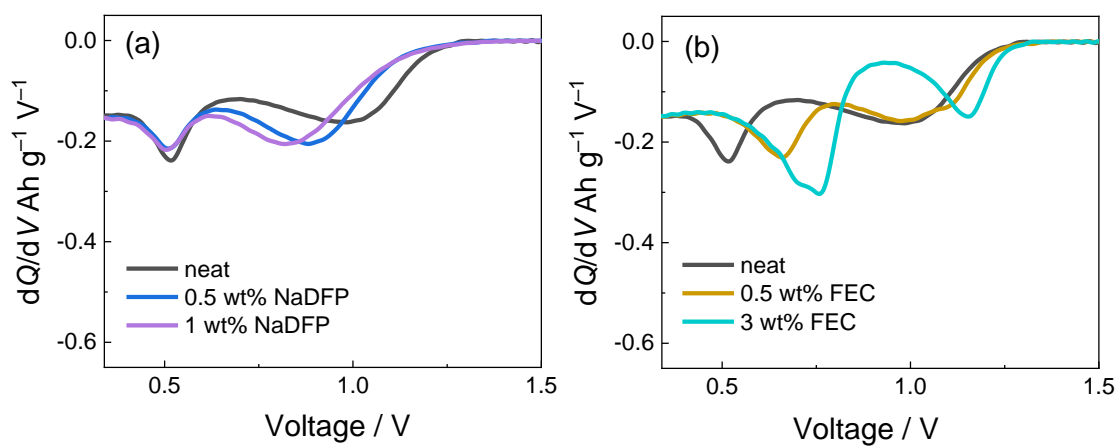 (a)
0.0
-0.2
-0.4
-0.6
dQ/dV Ah g⁻¹ V⁻¹
neat
0.5 wt% NaDFP
1 wt% NaDFP
0.5
1.0
1.5
Voltage / V
(b)
0.0
-0.2
-0.4
-0.6
dQ/dV Ah g⁻¹ V⁻¹
neat
0.5 wt% FEC
3 wt% FEC
0.5
1.0
1.5
Voltage / V